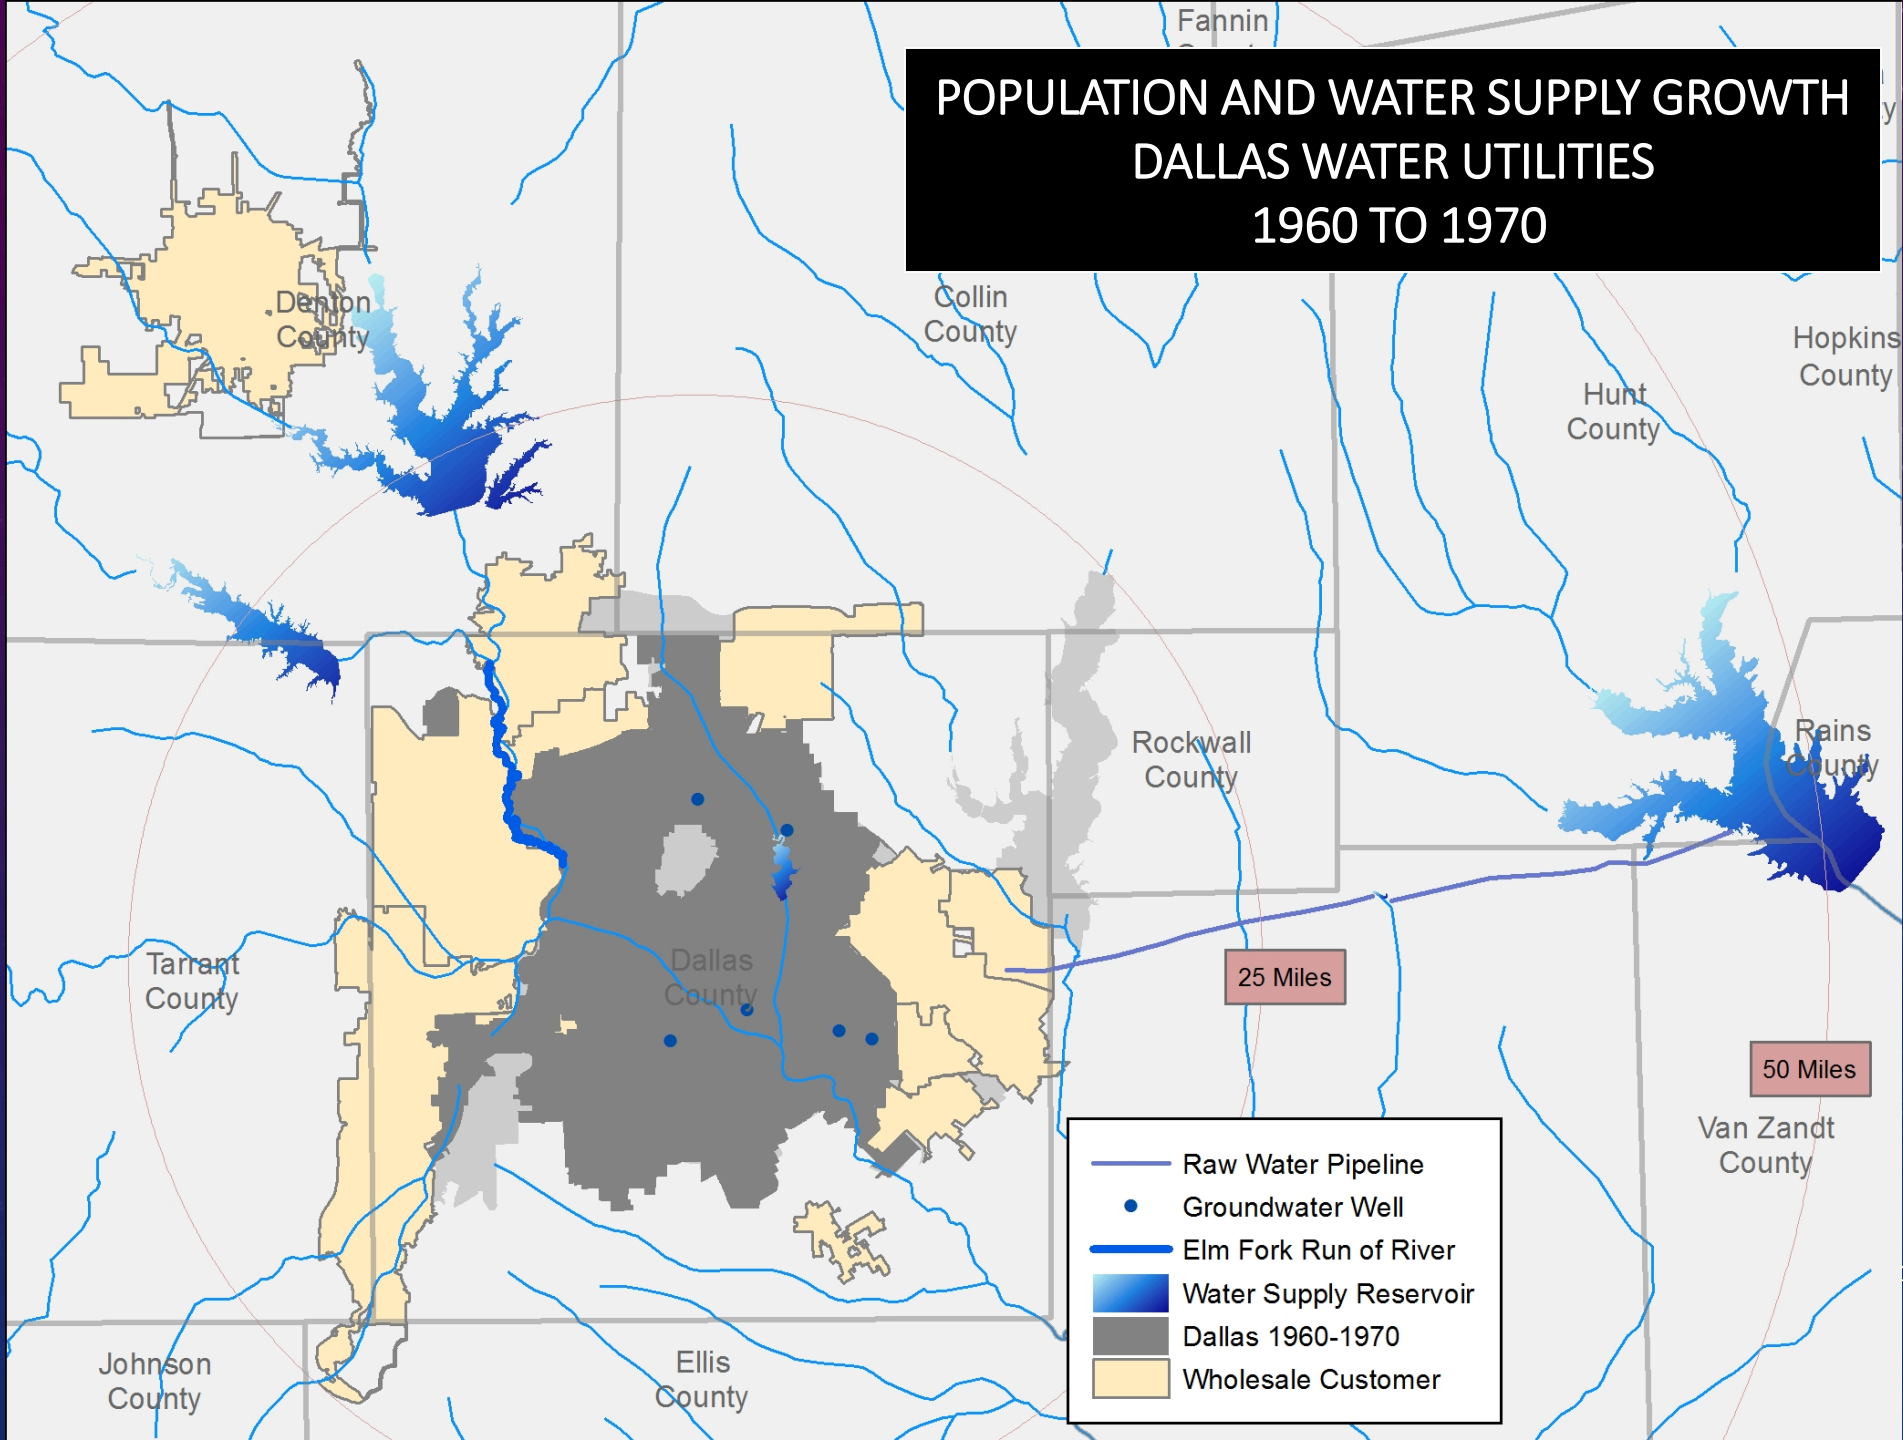 Fannin
POPULATION AND WATER SUPPLY GROWTH
DALLAS WATER UTILITIES
1960 TO 1970
Denton
County
Collin
County
Hopkins
County
Hunt
County
Rockwall
County
Rains
County
Tarrant
County
Dallas
County
25 Miles
50 Miles
Van Zandt
County
Johnson
County
Ellis
County
Raw Water Pipeline
Groundwater Well
Elm Fork Run of River
Water Supply Reservoir
Dallas 1960-1970
Wholesale Customer